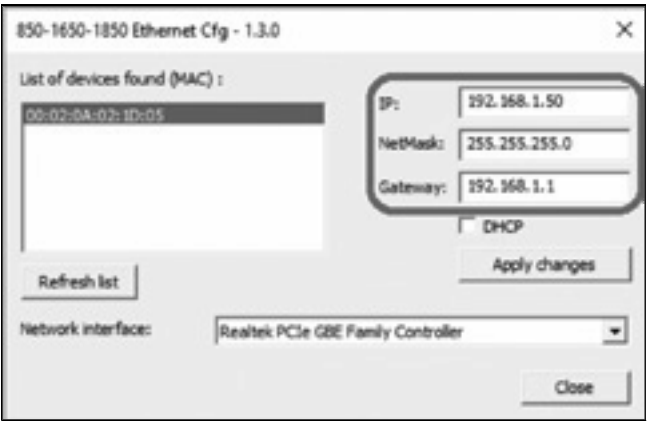 850-1650-1850 Ethernet Cfg - 1.3.0
List of devices found (MAC) :
00:02:0A:02:1D:05
IP: 192.168.1.50
NetMask: 255.255.255.0
Gateway: 192.168.1.1
DHCP
Apply changes
Refresh list
Network interface: Realtek PCIe GBE Family Controller
Close